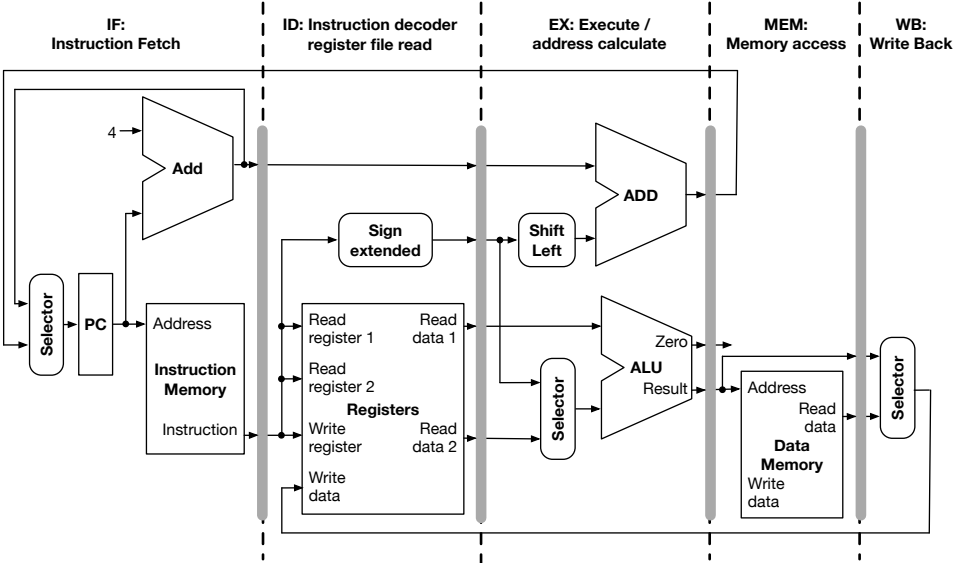 IF:
Instruction Fetch
ID: Instruction decoder
register file read
EX: Execute /
address calculate
MEM:
Memory access
WB:
Write Back
4
Add
ADD
Sign
extended
Shift
Left
Selector
PC
Address
Instruction
Memory
Instruction
Read
register 1
Read
data 1
Read
register 2
Registers
Write
register
Read
data 2
Write
data
Selector
Zero
ALU
Result
Address
Read
data
Data
Memory
Write
data
Selector